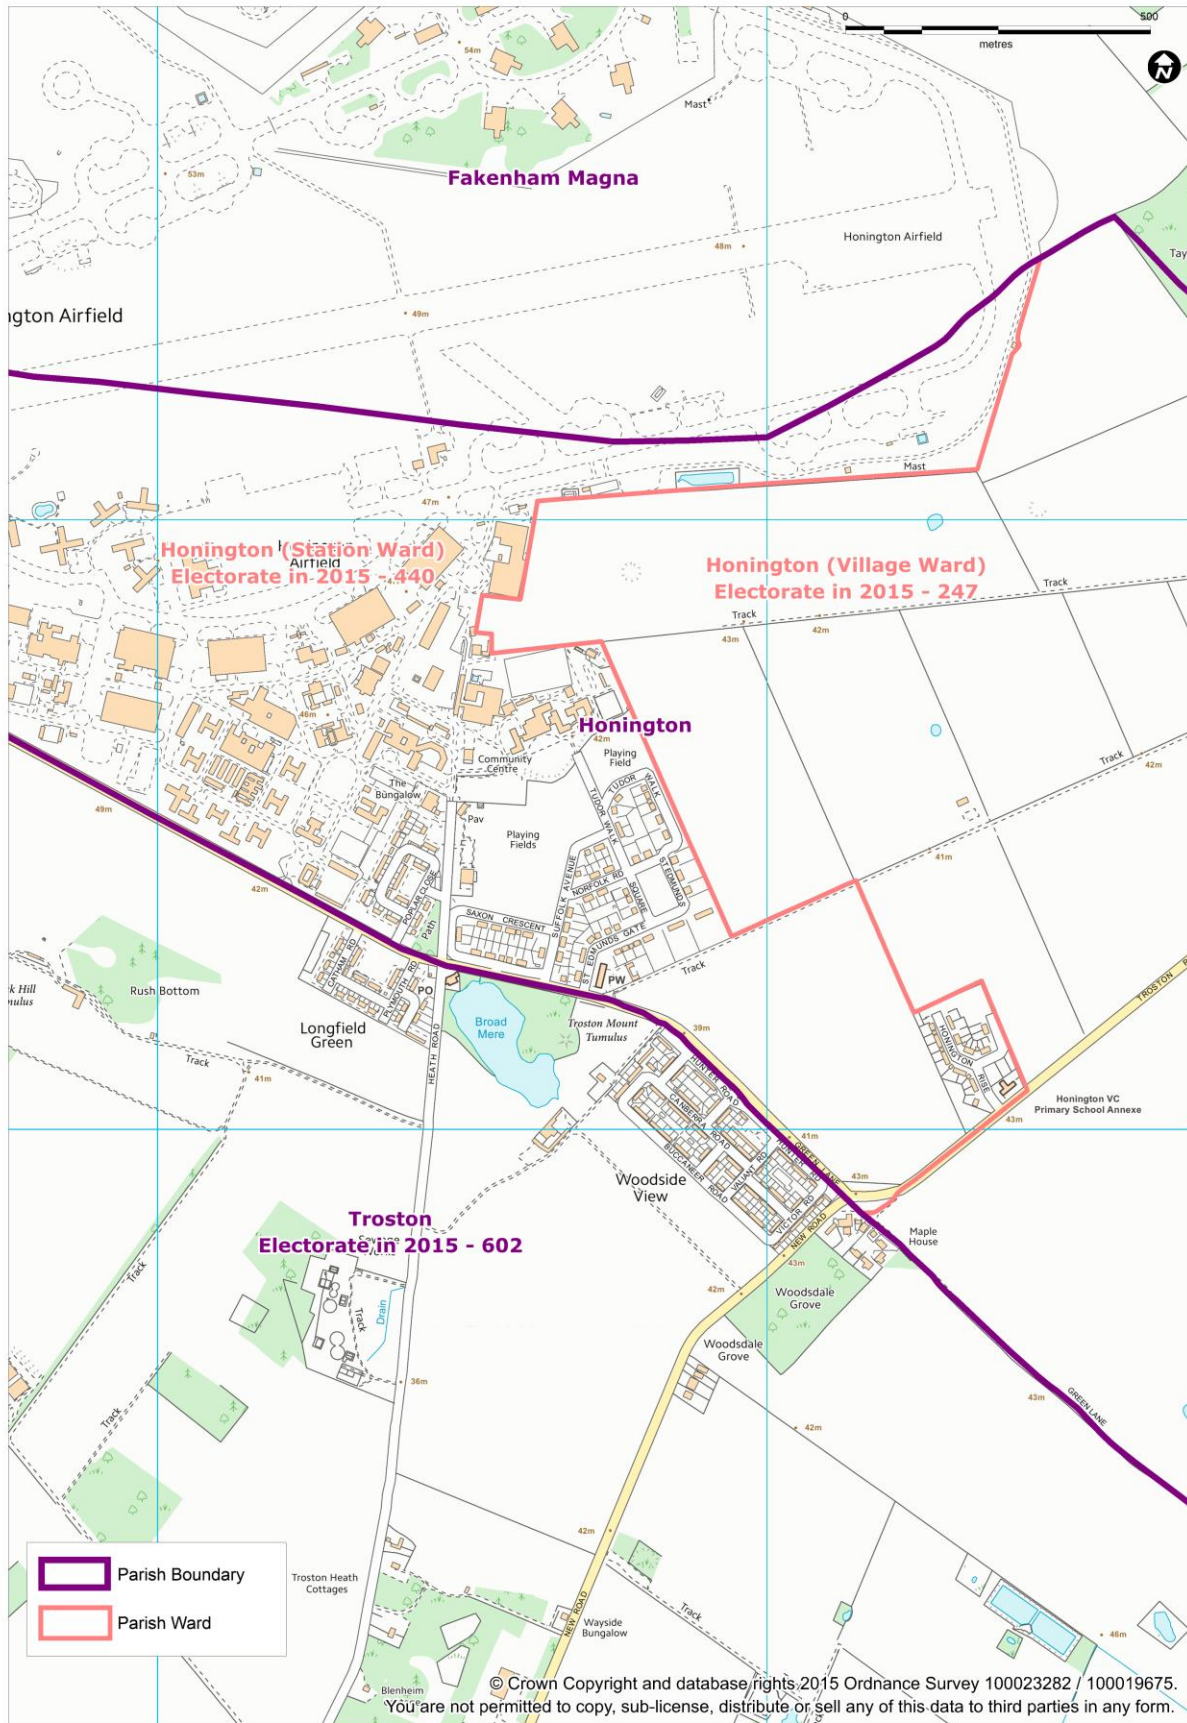 0
500
metres
N
54m
Mast
53m
Fakenham Magna
48m
Honington Airfield
Tay
49m
gton Airfield
Mast
47m
Honington (Station Ward)
Airfield
Electorate in 2015 - 440
Honington (Village Ward)
Electorate in 2015 - 247
Track
Track
43m
42m
46m
Honington
42m
Community
Centre
Playing
Field
Track
42m
The
Bungalow
TUDOR WALK
TUDOR WALK
49m
Pav
Playing
Fields
41m
42m
SUFFOLK AVENUE
NORFOLK RD
ST EDMUNDS
SQUARE
POPLAR CLOSE
Path
SAXON CRESCENT
ST EDMUNDS GATE
CATHAM RD
PLYMOUTH RD
PO
PW
Track
TROSTON R
k Hill
mulus
Rush Bottom
Longfield
Green
Broad
Mere
Troston Mount
Tumulus
39m
HEATH ROAD
HONINGTON RISE
Track
41m
HUNTER ROAD
CANBERRA ROAD
BUCCANEER ROAD
VALIANT RD
HUNTER RD
VICTOR RD
GREEN LANE
41m
43m
43m
Honington VC
Primary School Annexe
Woodside
View
NEW ROAD
Maple
House
Troston
Electorate in 2015 - 602
Track
Track
Drain
43m
42m
Woodsdale
Grove
Woodsdale
Grove
36m
43m
GREEN LANE
Track
42m
42m
Troston Heath
Cottages
NEW ROAD
Wayside
Bungalow
Track
46m
Blenheim
Parish Boundary
Parish Ward
© Crown Copyright and database rights 2015 Ordnance Survey 100023282 / 100019675.
You are not permitted to copy, sub-license, distribute or sell any of this data to third parties in any form.